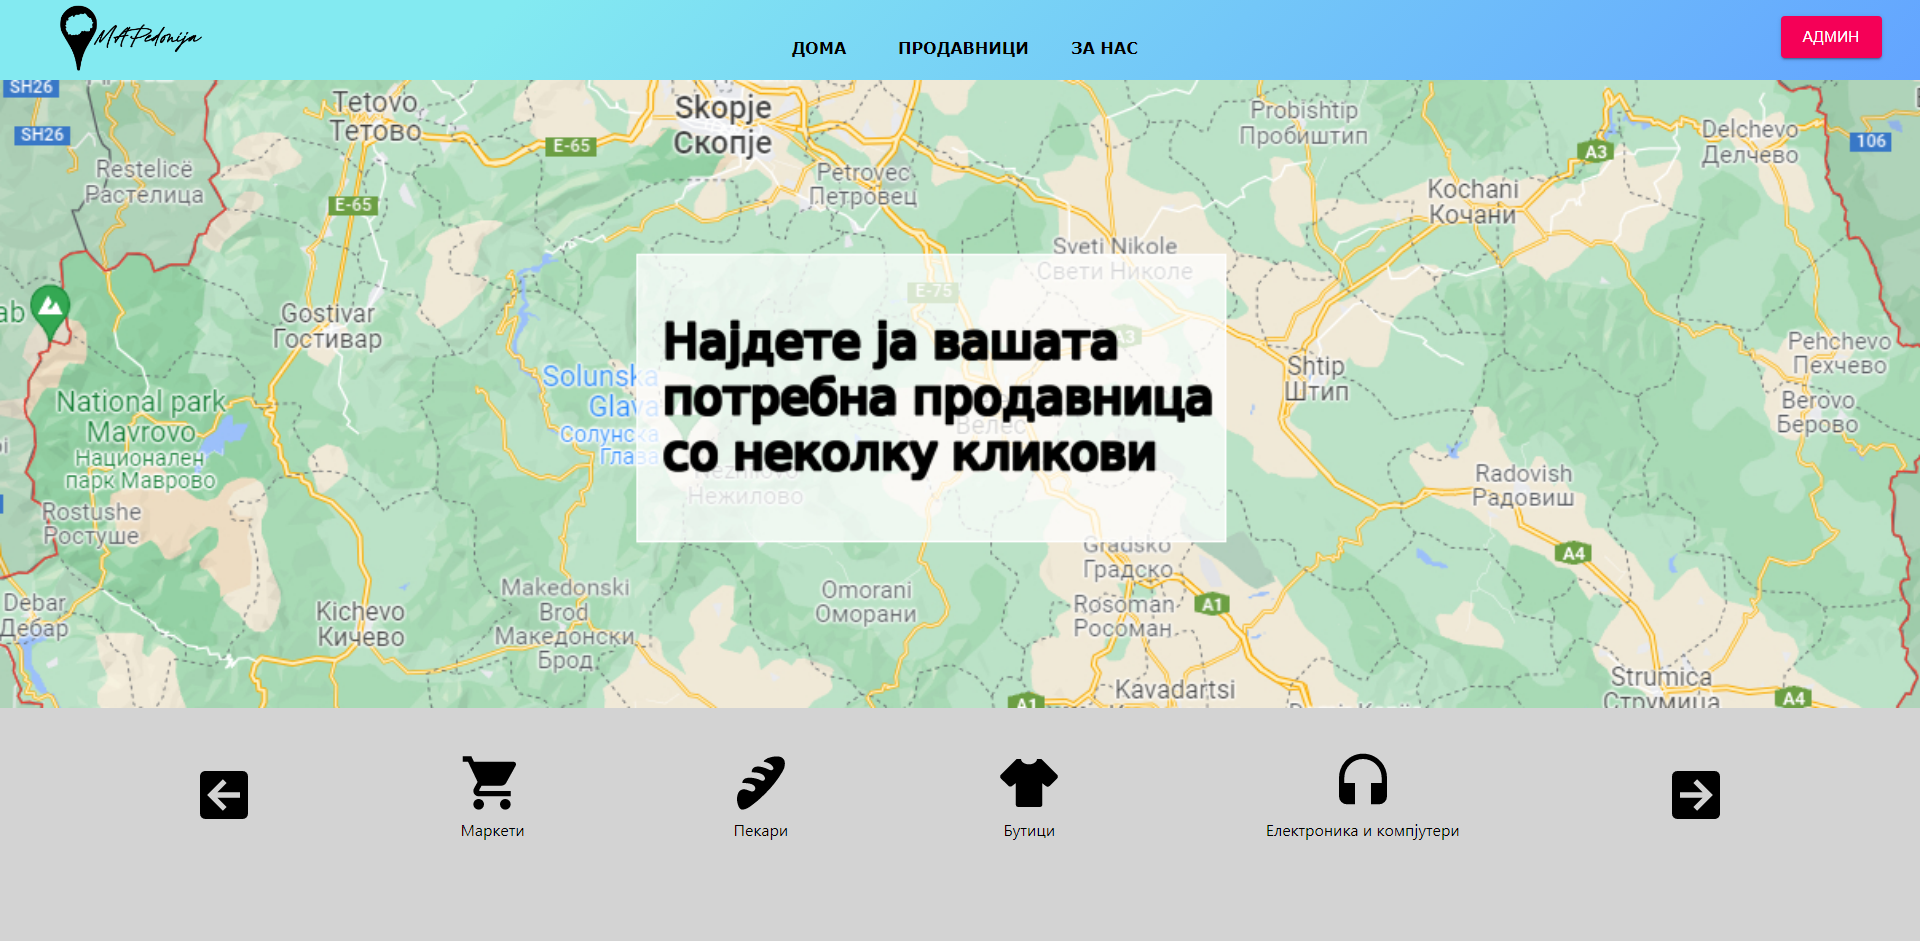 MAPedonija
ДОМА
ПРОДАВНИЦИ
ЗА НАС
АДМИН
SH26
SH26
Tetovo
Тетово
Skopje
Скопје
E-65
E-65
Restelicë
Растелица
Petrovec
Петровец
Probishtip
Пробиштип
A3
Delchevo
Делчево
106
Kochani
Кочани
Sveti Nikole
Свети Николе
E-75
A3
Gostivar
Гостивар
Најдете ја вашата
потребна продавница
со неколку кликови
Solunska
Glava
Солунска
Глава
Велес
Nežilovo
Нежилово
Shtip
Штип
Pehchevo
Пехчево
Berovo
Берово
National park
Mavrovo
Национален
парк Маврово
Rostushe
Ростуше
Radovish
Радовиш
Gradsko
Градско
A4
Debar
Дебар
Kichevo
Кичево
Makedonski
Brod
Македонски
Брод
Omorani
Оморани
Rosoman
Росоман
A1
A1
Kavadartsi
Strumica
Струмица
A4
Маркети
Пекари
Бутици
Електроника и компјутери